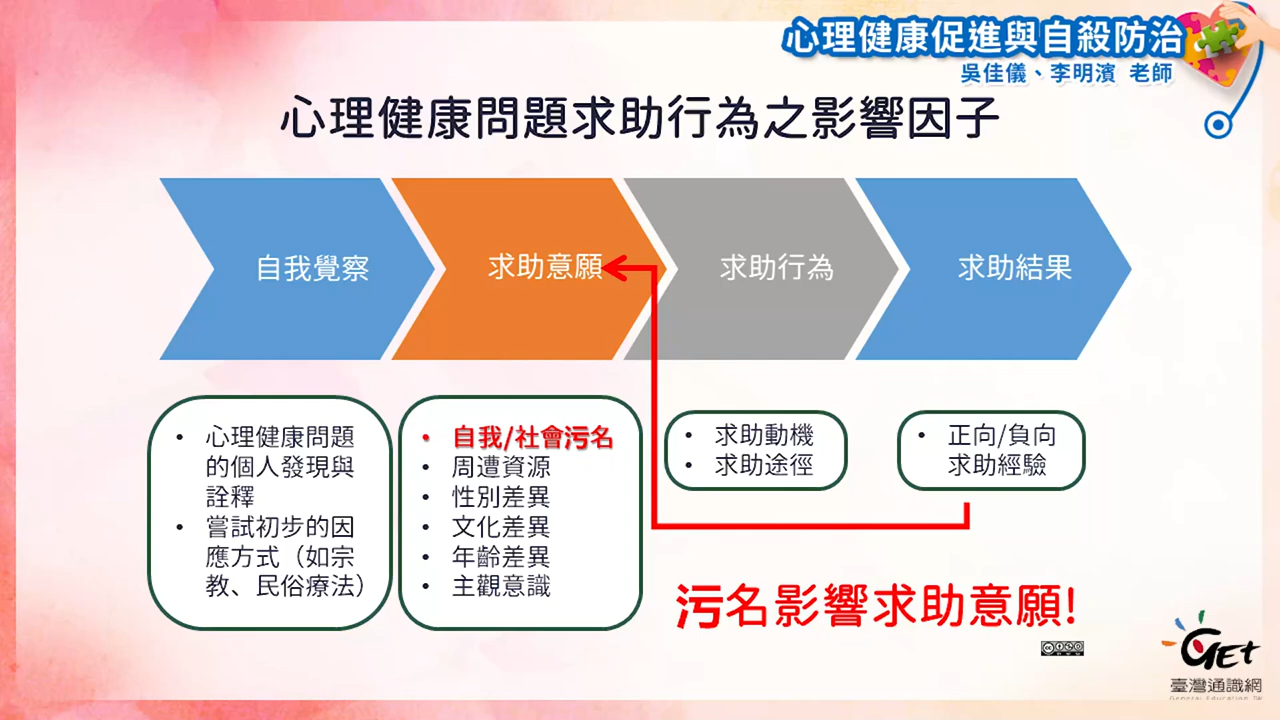 心理健康促進與自殺防治
吳佳儀、李明濱 老師
心理健康問題求助行為之影響因子
自我覺察
求助意願
求助行為
求助結果
• 心理健康問題
的個人發現與
詮釋
• 嘗試初步的因
應方式（如宗
教、民俗療法）
• 自我/社會污名
• 周遭資源
• 性別差異
• 文化差異
• 年齡差異
• 主觀意識
• 求助動機
• 求助途徑
• 正向/負向
求助經驗
污名影響求助意願!
GET
臺灣通識網